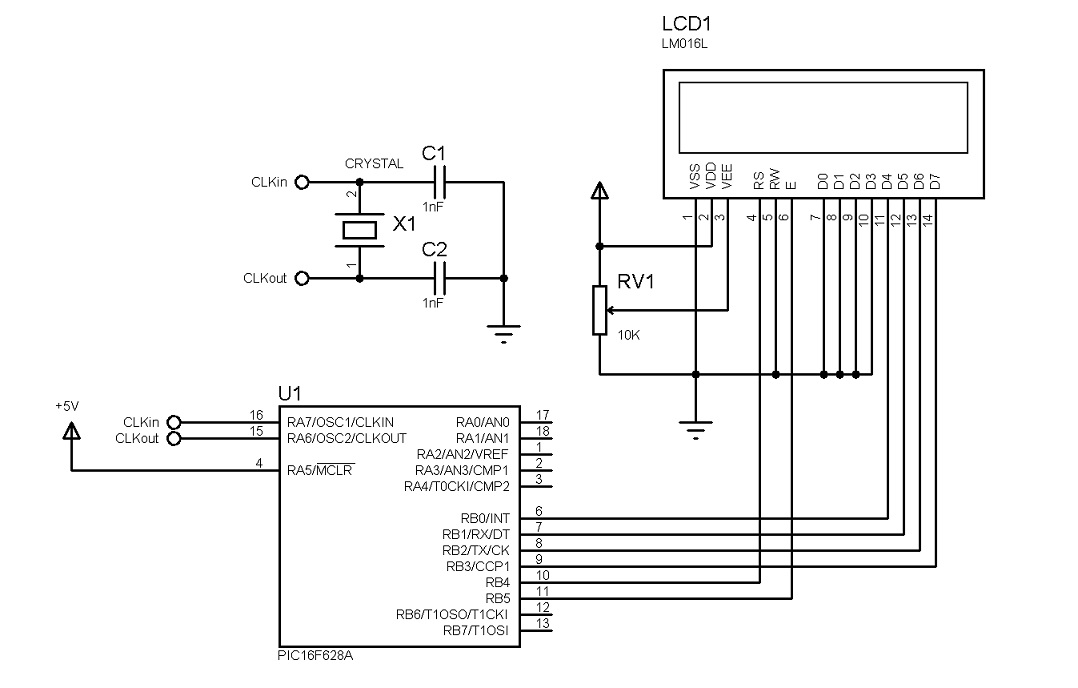 LCD1
LM016L
VSS
VDD
VEE
RS
RW
E
D0
D1
D2
D3
D4
D5
D6
D7
1
2
3
4
5
6
7
8
9
10
11
12
13
14
CRYSTAL
C1
1nF
CLKin
2
X1
1
CLKout
C2
1nF
RV1
10K
U1
+5V
CLKin
16
RA7/OSC1/CLKIN
CLKout
15
RA6/OSC2/CLKOUT
4
RA5/MCLR
RA0/AN0
17
RA1/AN1
18
RA2/AN2/VREF
1
RA3/AN3/CMP1
2
RA4/T0CKI/CMP2
3
RB0/INT
6
RB1/RX/DT
7
RB2/TX/CK
8
RB3/CCP1
9
RB4
10
RB5
11
RB6/T1OSO/T1CKI
12
RB7/T1OSI
13
PIC16F628A